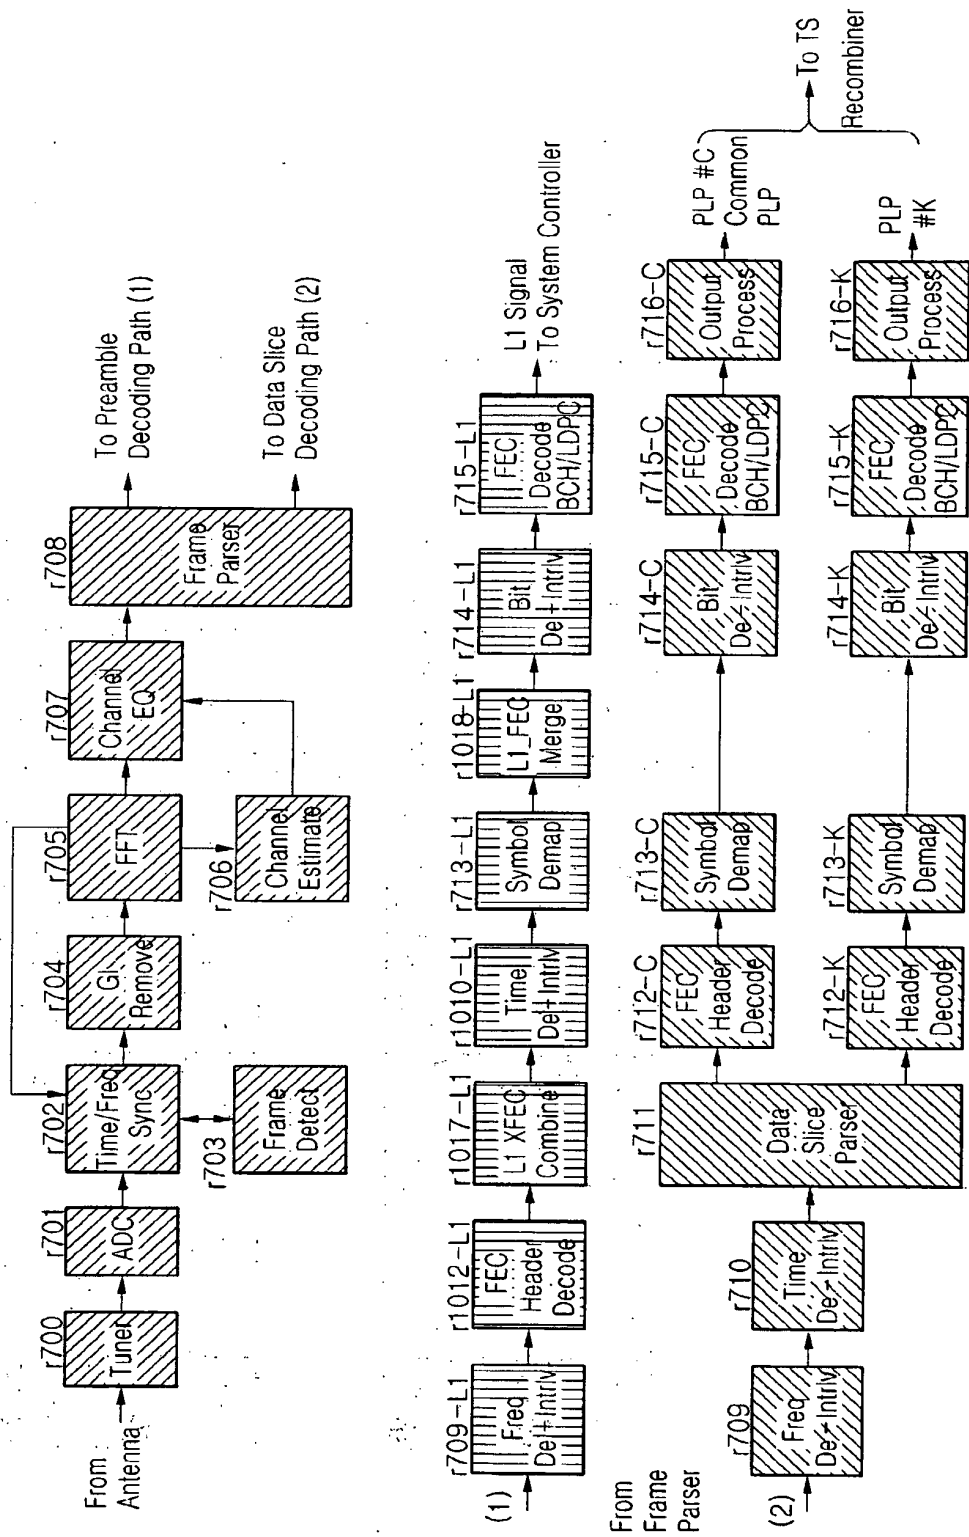 From
Antenna
r700
Tuner
r701
ADC
r702
Time/Freq
Sync
r703
Frame
Detect
r704
GI
Remove
r705
FFT
r706
Channel
Estimate
r707
Channel
EQ
r708
Frame
Parser
To Preamble
Decoding Path (1)
To Data Slice
Decoding Path (2)
(1)
r709-L1
Freq
De-Intrlv
r1012-L1
FEC
Header
Decode
r1017-L1
L1 XFEC
Combine
r1010-L1
Time
De-Intrlv
r713-L1
Symbol
Demap
r1018-L1
L1_FEC
Merge
r714-L1
Bit
De-Intrlv
r715-L1
FEC
Decode
BCH/LDPC
L1 Signal
To System Controller
From
Frame
Parser
(2)
r709
Freq
De-Intrlv
r710
Time
De-Intrlv
r711
Data
Slice
Parser
r712-C
FEC
Header
Decode
r713-C
Symbol
Demap
r714-C
Bit
De-Intrlv
r715-C
FEC
Decode
BCH/LDPC
r716-C
Output
Process
PLP #C
Common
PLP
r712-K
FEC
Header
Decode
r713-K
Symbol
Demap
r714-K
Bit
De-Intrlv
r715-K
FEC
Decode
BCH/LDPC
r716-K
Output
Process
PLP
#K
To TS
Recombiner